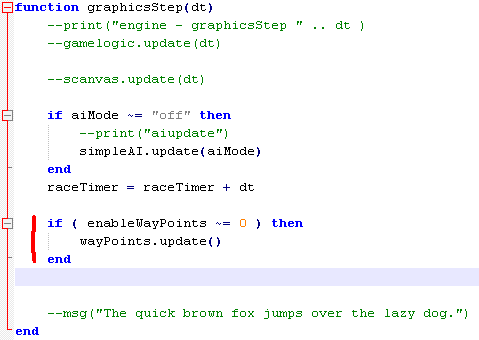 function graphicsStep(dt)
--print("engine - graphicsStep " .. dt )
--gamelogic.update(dt)
--scanvas.update(dt)
if aiMode ~= "off" then
--print("aiupdate")
simpleAI.update(aiMode)
end
raceTimer = raceTimer + dt
if ( enableWayPoints ~= 0 ) then
wayPoints.update()
end
--msg("The quick brown fox jumps over the lazy dog.")
end